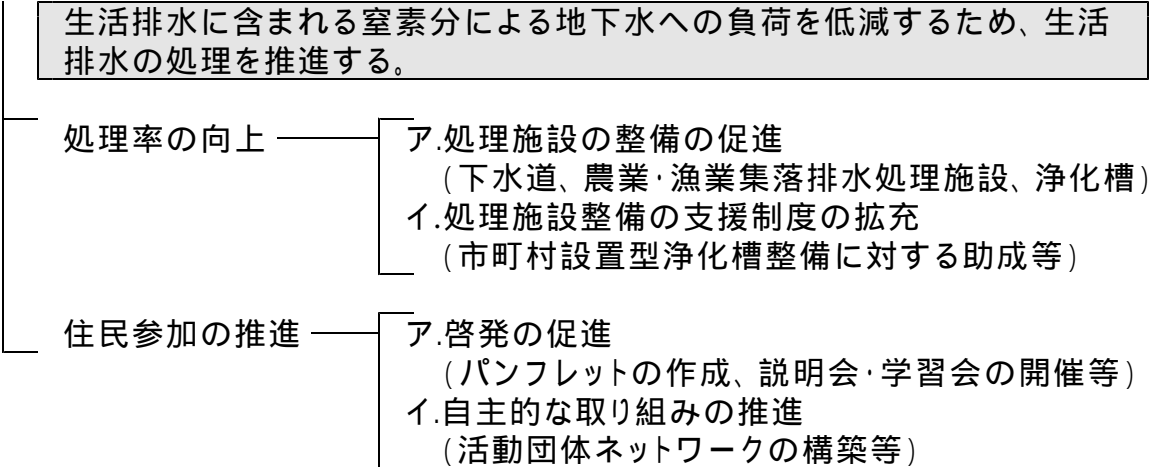 生活排水に含まれる窒素分による地下水への負荷を低減するため、生活
排水の処理を推進する。
処理率の向上
ア.処理施設の整備の促進
(下水道、農業・漁業集落排水処理施設、浄化槽)
イ.処理施設整備の支援制度の拡充
(市町村設置型浄化槽整備に対する助成等)
住民参加の推進
ア.啓発の促進
(パンフレットの作成、説明会・学習会の開催等)
イ.自主的な取り組みの推進
(活動団体ネットワークの構築等)